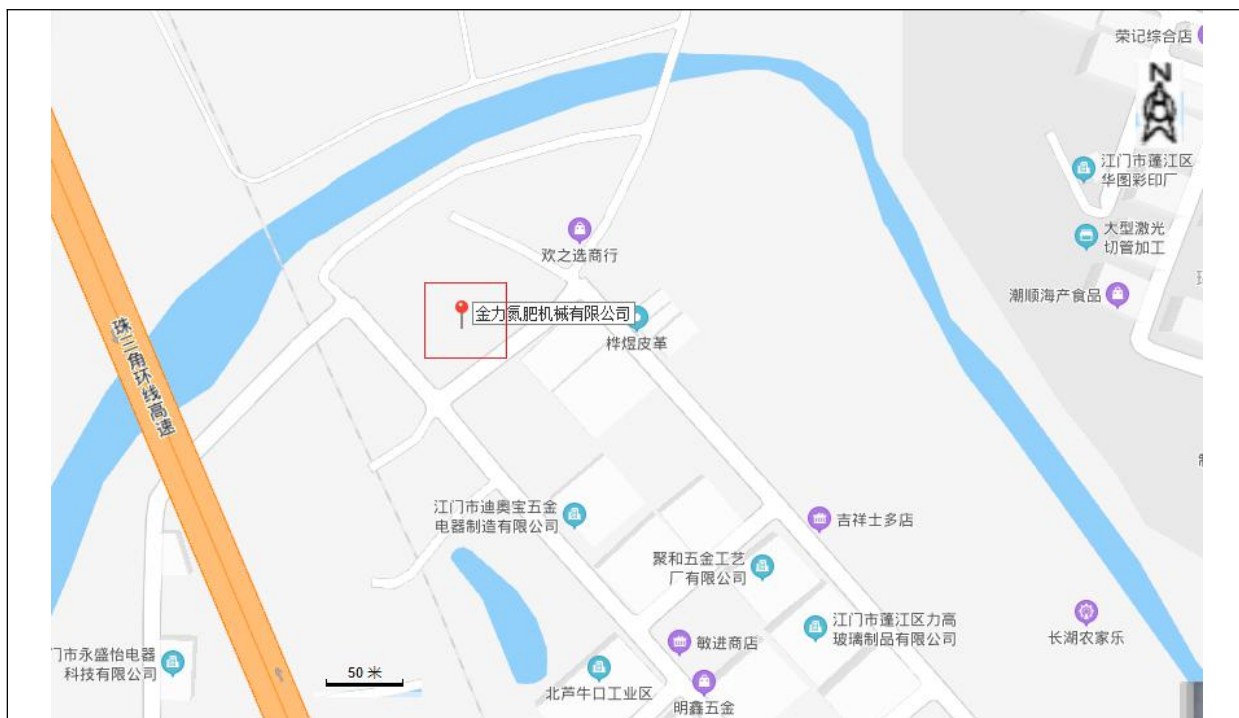 荣记综合店
N
江门市蓬江区
华图彩印厂
大型激光
切管加工
欢之选商行
潮顺海产食品
金力氮肥机械有限公司
桦煜皮革
珠三角环线高速
江门市迪奥宝五金
电器制造有限公司
吉祥士多店
聚和五金工艺
厂有限公司
江门市蓬江区力高
玻璃制品有限公司
长湖农家乐
敏进商店
门市永盛怡电器
科技有限公司
50 米
北芦牛口工业区
明鑫五金